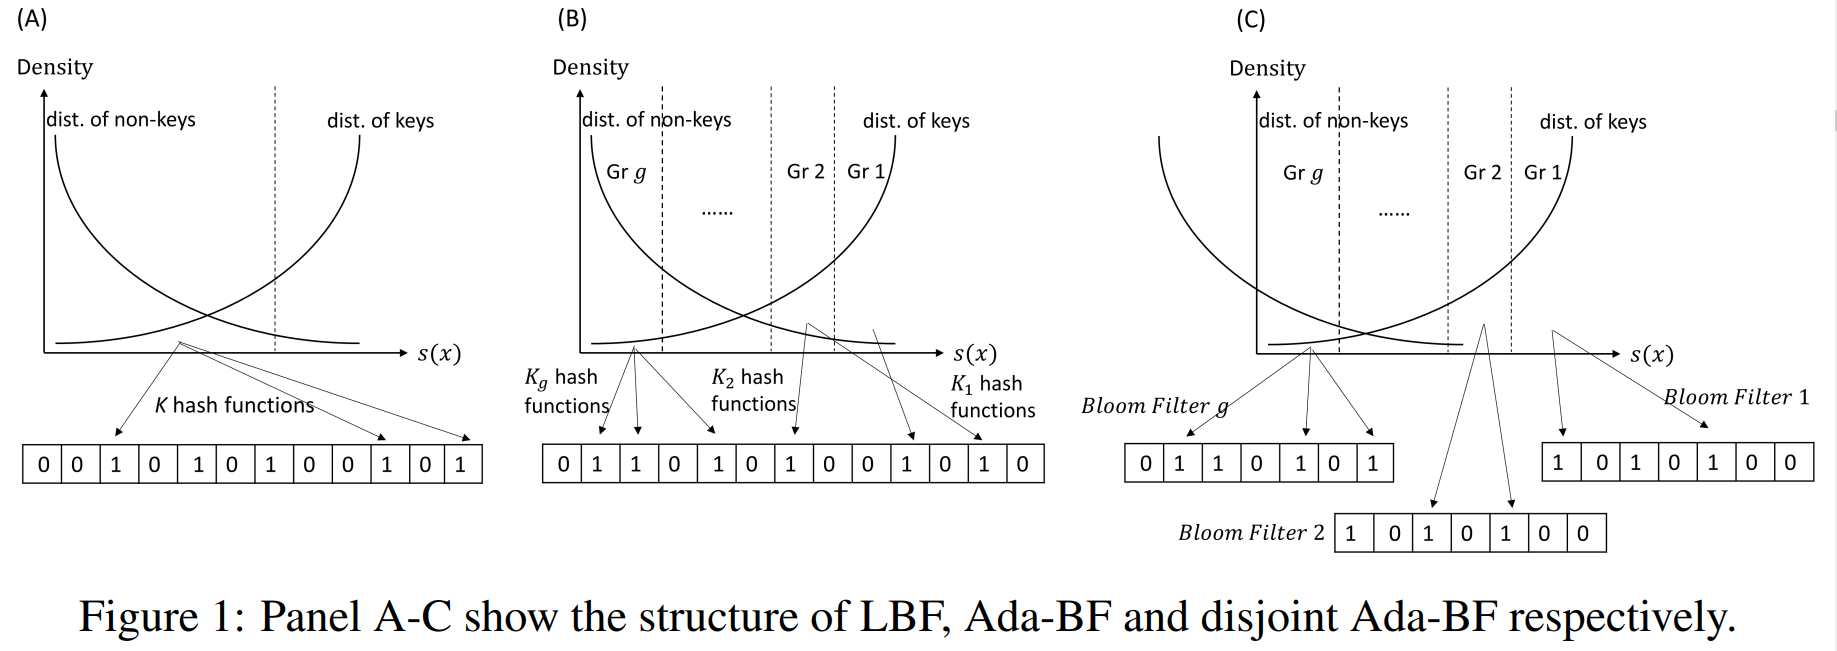 (A)
Density
dist. of non-keys
dist. of keys
s(x)
K hash functions
0 0 1 0 1 0 1 0 0 1 0 1
(B)
Density
dist. of non-keys
dist. of keys
Gr g
......
Gr 2
Gr 1
s(x)
K_g hash
functions
K_2 hash
functions
K_1 hash
functions
0 1 1 0 1 0 1 0 0 1 0 1 0
(C)
Density
dist. of non-keys
dist. of keys
Gr g
......
Gr 2
Gr 1
s(x)
Bloom Filter g
Bloom Filter 1
0 1 1 0 1 0 1
1 0 1 0 1 0 0
Bloom Filter 2
1 0 1 0 1 0 0
Figure 1: Panel A-C show the structure of LBF, Ada-BF and disjoint Ada-BF respectively.